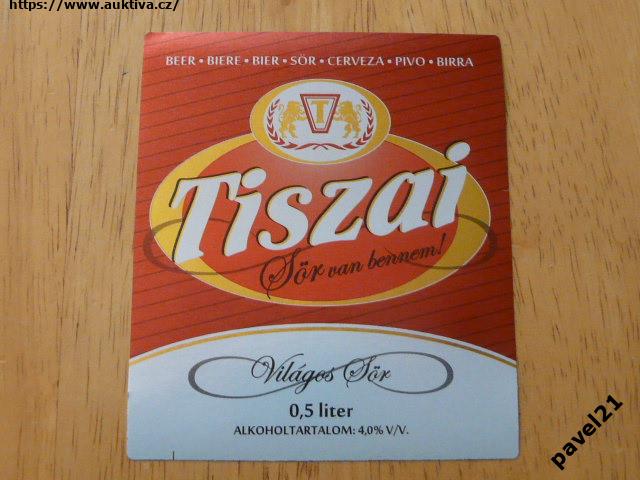 https://www.auktiva.cz/
BEER • BIERE • BIER • SÖR • CERVEZA • PIVO • BIRRA
T
Tiszai
Sör van bennem!
Világos Sör
0,5 liter
ALKOHOLTARTALOM: 4,0% V/V.
pavel21